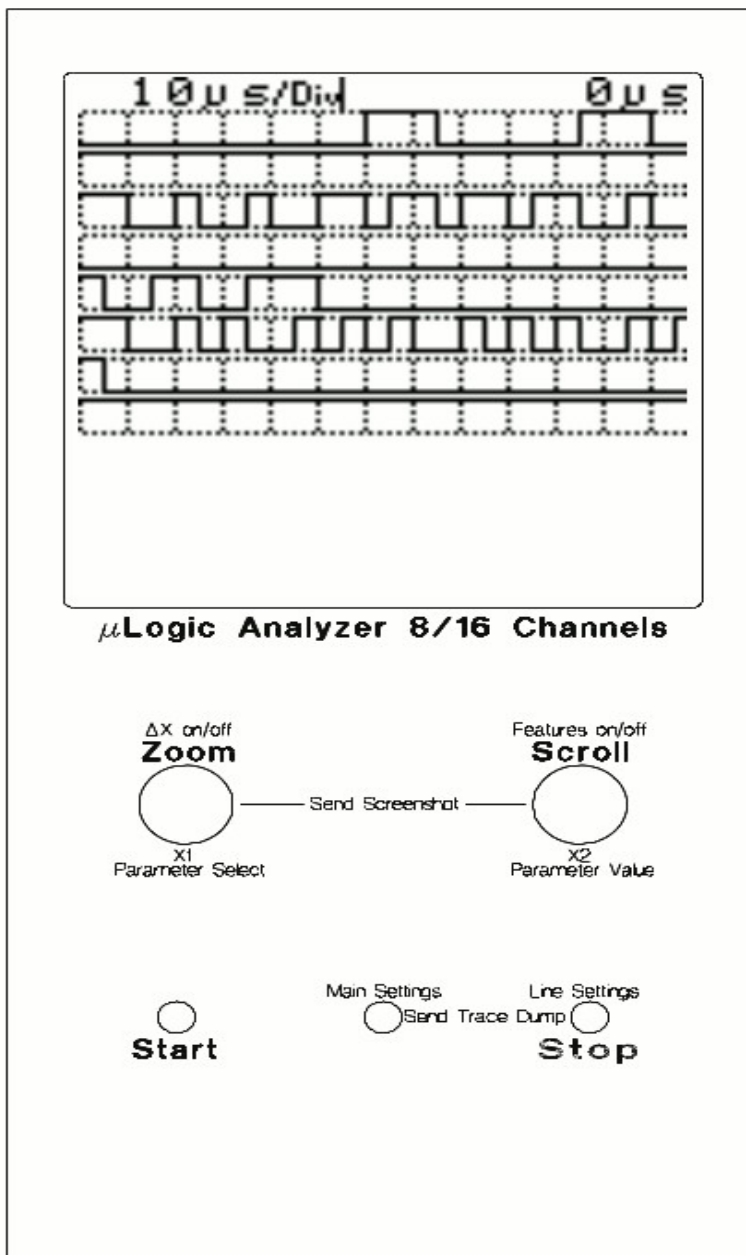 10µs/Div 0µs
µLogic Analyzer 8/16 Channels
ΔX on/off Features on/off
Zoom Scroll
Send Screenshot
X1 X2
Parameter Select Parameter Value
Main Settings Line Settings
Send Trace Dump
Start Stop